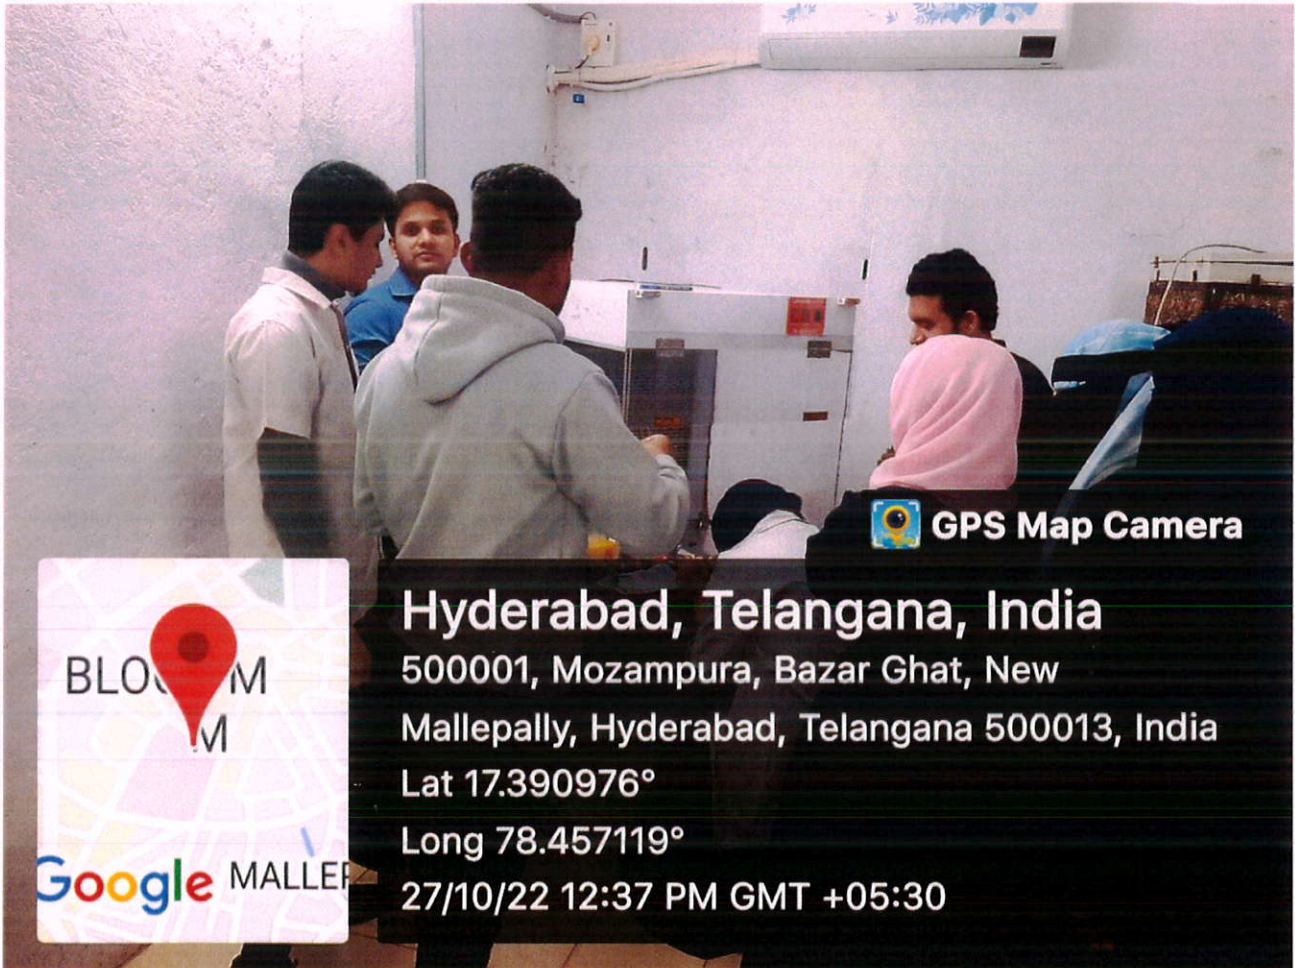 GPS Map Camera
Hyderabad, Telangana, India
500001, Mozampura, Bazar Ghat, New
Mallepally, Hyderabad, Telangana 500013, India
Lat 17.390976°
Long 78.457119°
27/10/22 12:37 PM GMT +05:30
Google